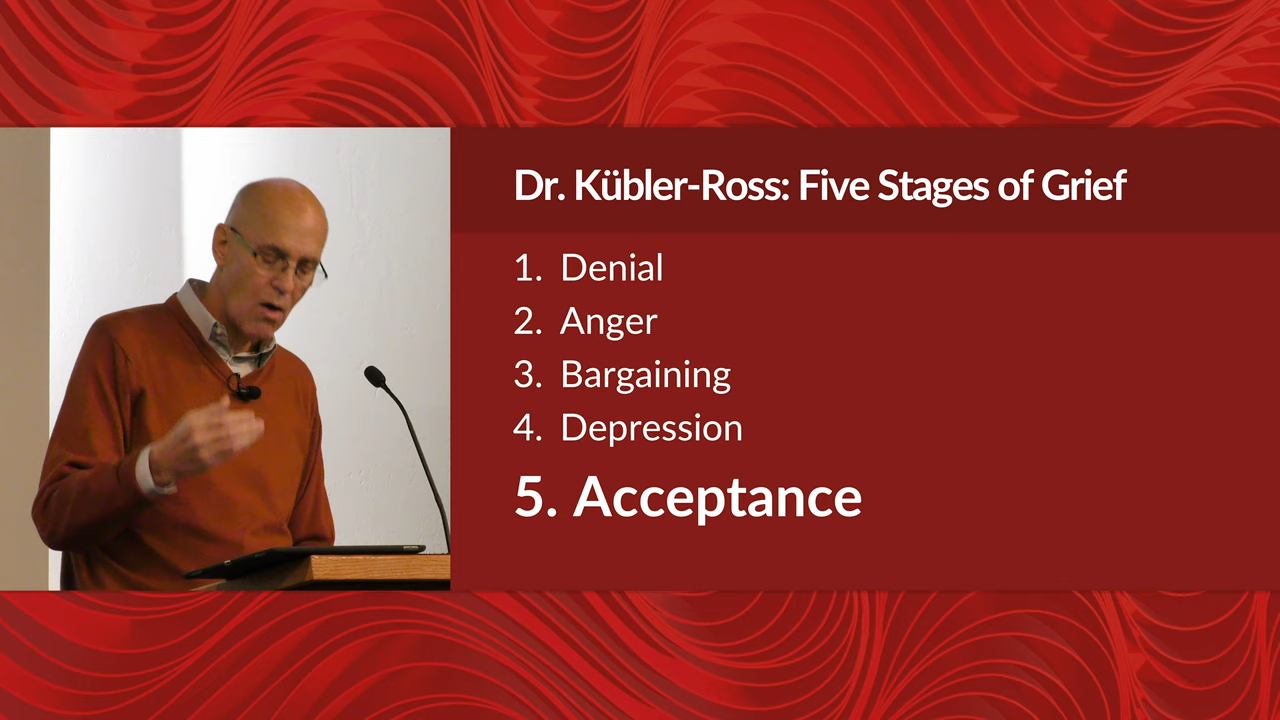 Dr. Kübler-Ross: Five Stages of Grief
1. Denial
2. Anger
3. Bargaining
4. Depression
5. Acceptance